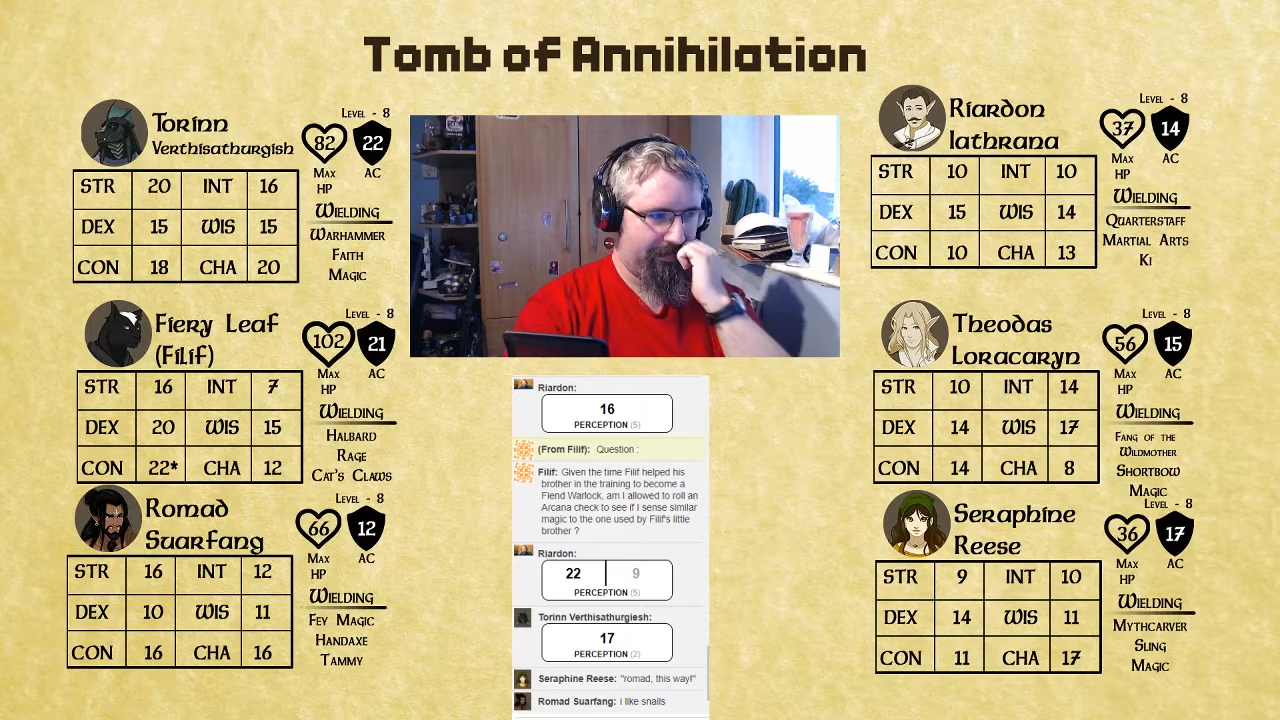 Tomb of Annihilation
Torinn
Verthisathurgish
Level - 8
82
22
Max HP
AC
STR 20 INT 16
DEX 15 WIS 15
CON 18 CHA 20
Wielding
Warhammer
Faith
Magic
Fiery Leaf
(Filif)
Level - 8
102
21
Max HP
AC
STR 16 INT 7
DEX 20 WIS 15
CON 22* CHA 12
Wielding
Halbard
Rage
Cat's Claws
Romad
Suarfang
Level - 8
66
12
Max HP
AC
STR 16 INT 12
DEX 10 WIS 11
CON 16 CHA 16
Wielding
Fey Magic
Handaxe
Tammy
Riardon:
16
PERCEPTION (5)
(From Filif): Question :
Filif: Given the time Filif helped his
brother in the training to become a
Fiend Warlock, am I allowed to roll an
Arcana check to see if I sense similar
magic to the one used by Filif's little
brother ?
Riardon:
22 9
PERCEPTION (5)
Torinn Verthisathurgiesh:
17
PERCEPTION (2)
Seraphine Reese: "romad, this way!"
Romad Suarfang: i like snails
Riardon
Iathrana
Level - 8
37
14
Max HP
AC
STR 10 INT 10
DEX 15 WIS 14
CON 10 CHA 13
Wielding
Quarterstaff
Martial Arts
Ki
Theodas
Loracaryn
Level - 8
56
15
Max HP
AC
STR 10 INT 14
DEX 14 WIS 17
CON 14 CHA 8
Wielding
Fang of the
Wildmother
Shortbow
Magic
Seraphine
Reese
Level - 8
36
17
Max HP
AC
STR 9 INT 10
DEX 14 WIS 11
CON 11 CHA 17
Wielding
Mythcarver
Sling
Magic